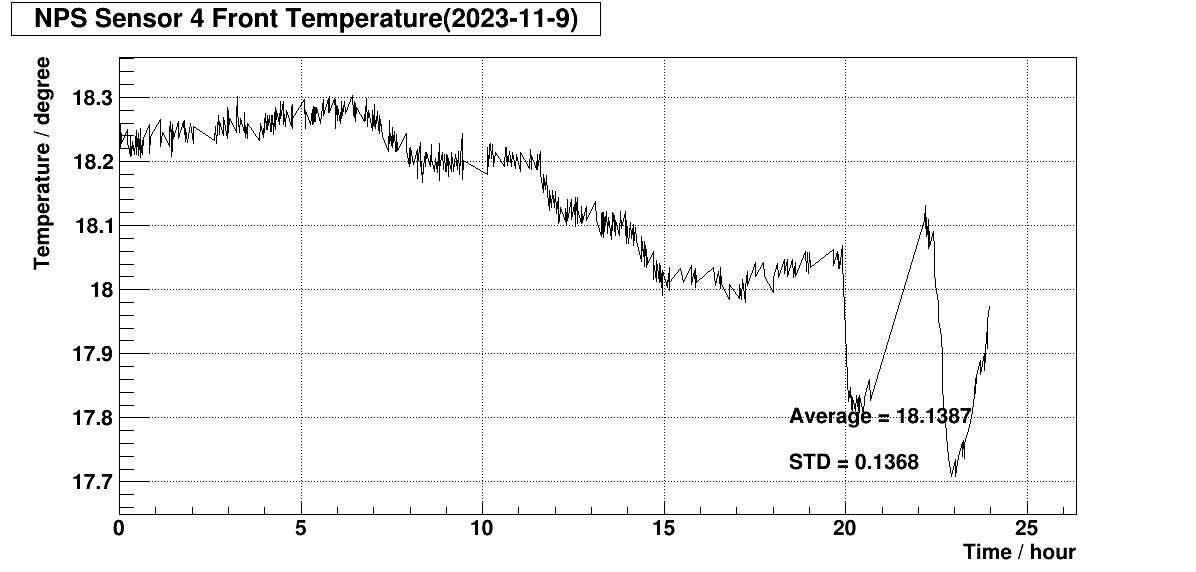 NPS Sensor 4 Front Temperature(2023-11-9)
Temperature / degree
18.3
18.2
18.1
18
17.9
17.8
17.7
Average = 18.1387
STD = 0.1368
0 5 10 15 20 25
Time / hour